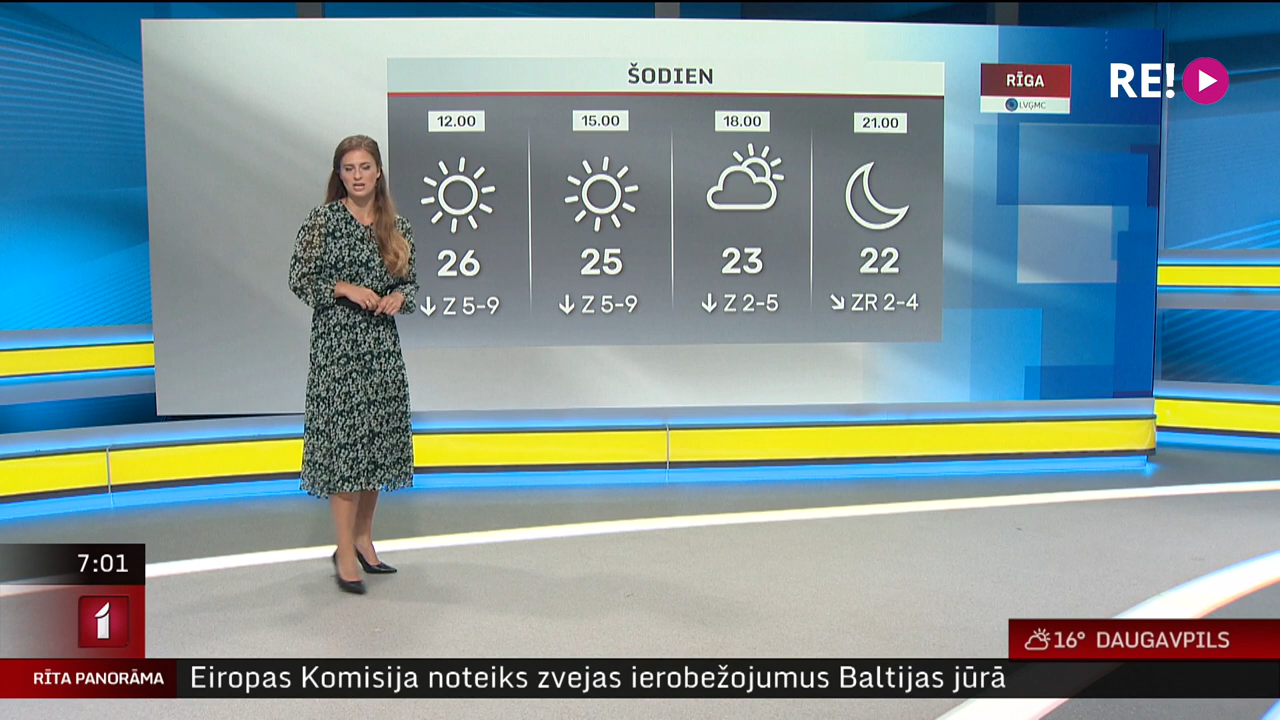 ŠODIEN
RĪGA
LVĢMC
RE!
12.00
15.00
18.00
21.00
26
25
23
22
Z 5-9
Z 5-9
Z 2-5
ZR 2-4
7:01
1
16° DAUGAVPILS
RĪTA PANORĀMA
Eiropas Komisija noteiks zvejas ierobežojumus Baltijas jūrā